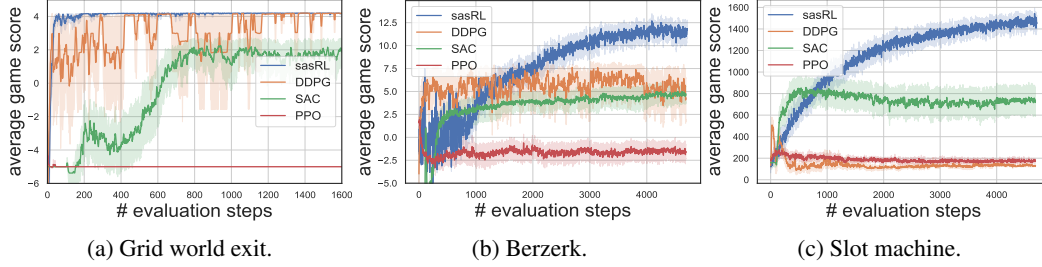 average game score
4
2
0
−2
−4
−6
0 200 400 600 800 1000 1200 1400 1600
# evaluation steps
sasRL
DDPG
SAC
PPO
(a) Grid world exit.
average game score
12.5
10.0
7.5
5.0
2.5
0.0
−2.5
−5.0
0 1000 2000 3000 4000
# evaluation steps
sasRL
DDPG
SAC
PPO
(b) Berzerk.
average game score
1600
1400
1200
1000
800
600
400
200
0
0 1000 2000 3000 4000
# evaluation steps
sasRL
DDPG
SAC
PPO
(c) Slot machine.